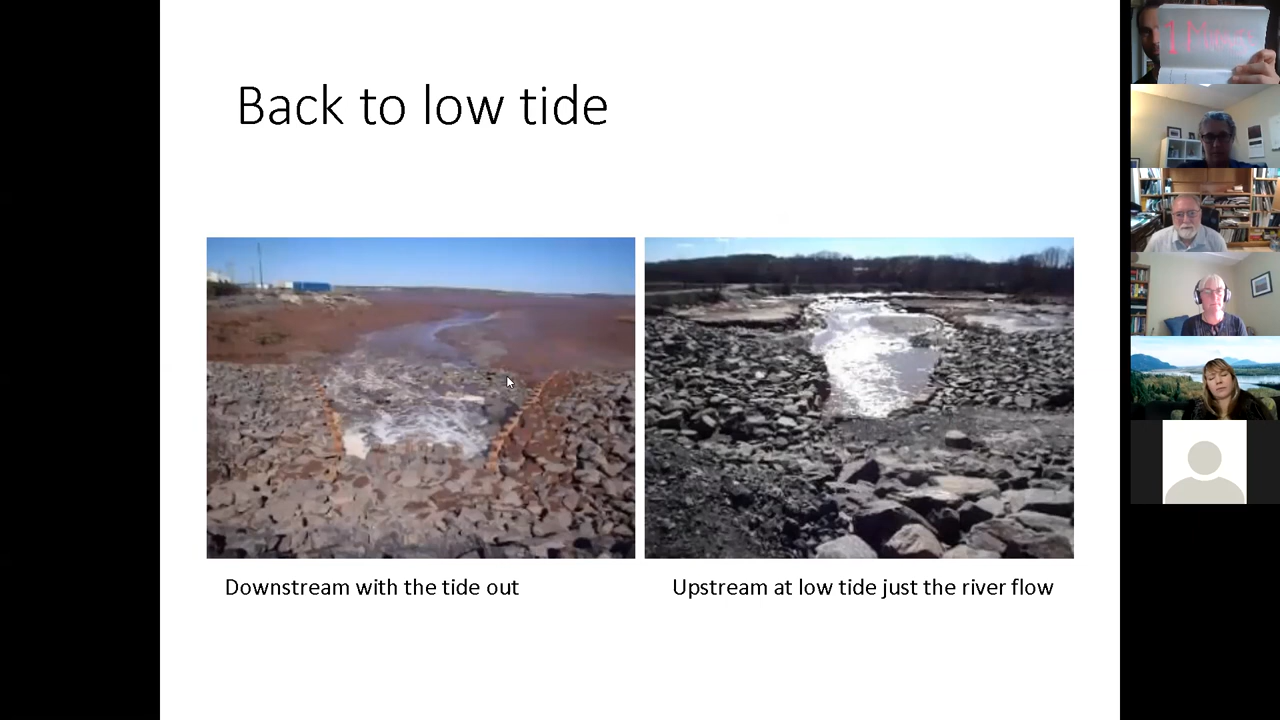 Back to low tide
Downstream with the tide out
Upstream at low tide just the river flow